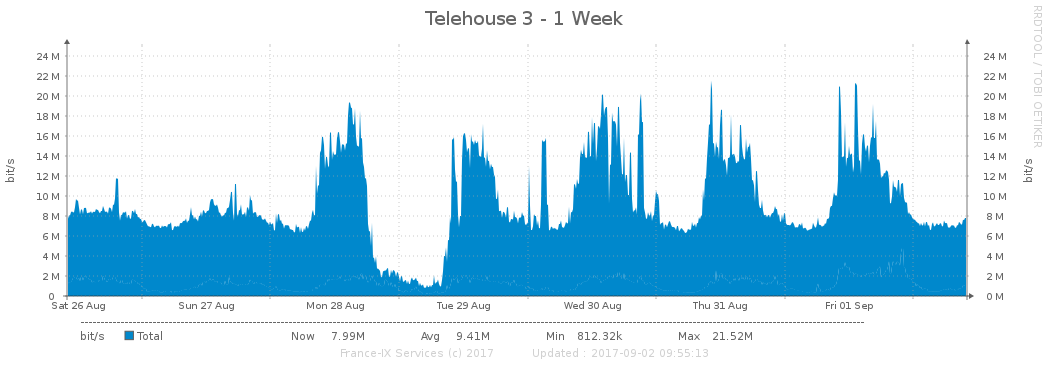 Telehouse 3 - 1 Week
RRDTOOL / TOBI OETIKER
bit/s
24 M
22 M
20 M
18 M
16 M
14 M
12 M
10 M
8 M
6 M
4 M
2 M
0
24 M
22 M
20 M
18 M
16 M
14 M
12 M
10 M
8 M
6 M
4 M
2 M
0 M
bit/s
Sat 26 Aug Sun 27 Aug Mon 28 Aug Tue 29 Aug Wed 30 Aug Thu 31 Aug Fri 01 Sep
bit/s Total Now 7.99M Avg 9.41M Min 812.32k Max 21.52M
France-IX Services (c) 2017 Updated : 2017-09-02 09:55:13